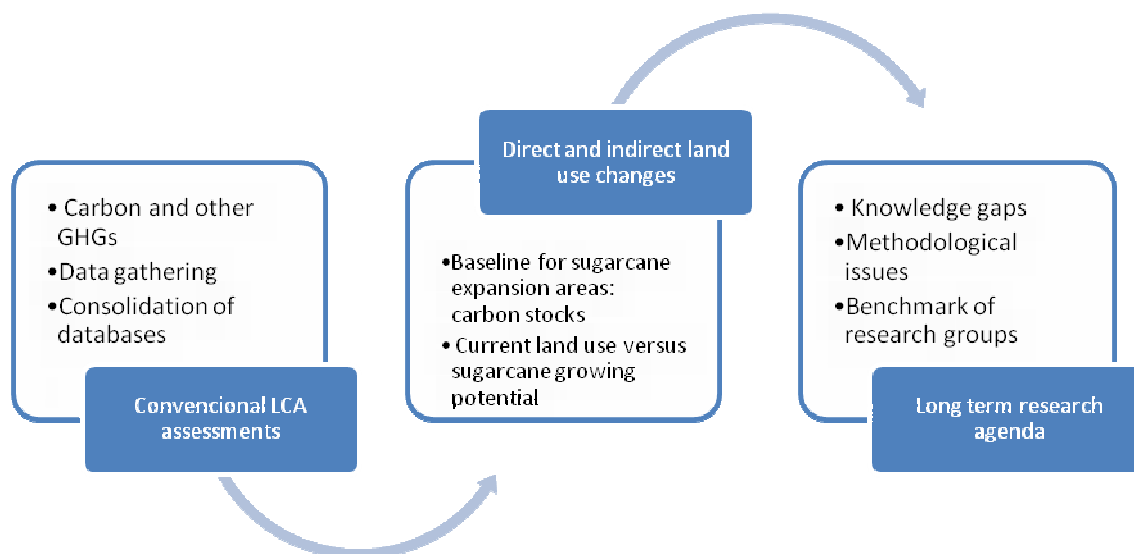 • Carbon and other
GHGs
•Data gathering
•Consolidation of
databases
Convencional LCA
assessments
Direct and indirect land
use changes
•Baseline for sugarcane
expansion areas:
carbon stocks
• Current land use versus
sugarcane growing
potential
• Knowledge gaps
•Methodological
issues
•Benchmark of
research groups
Long term research
agenda